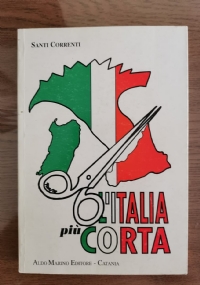 SANTI CORRENTI
L'ITALIA
più
CORTA
ALDO MARINO EDITORE - CATANIA